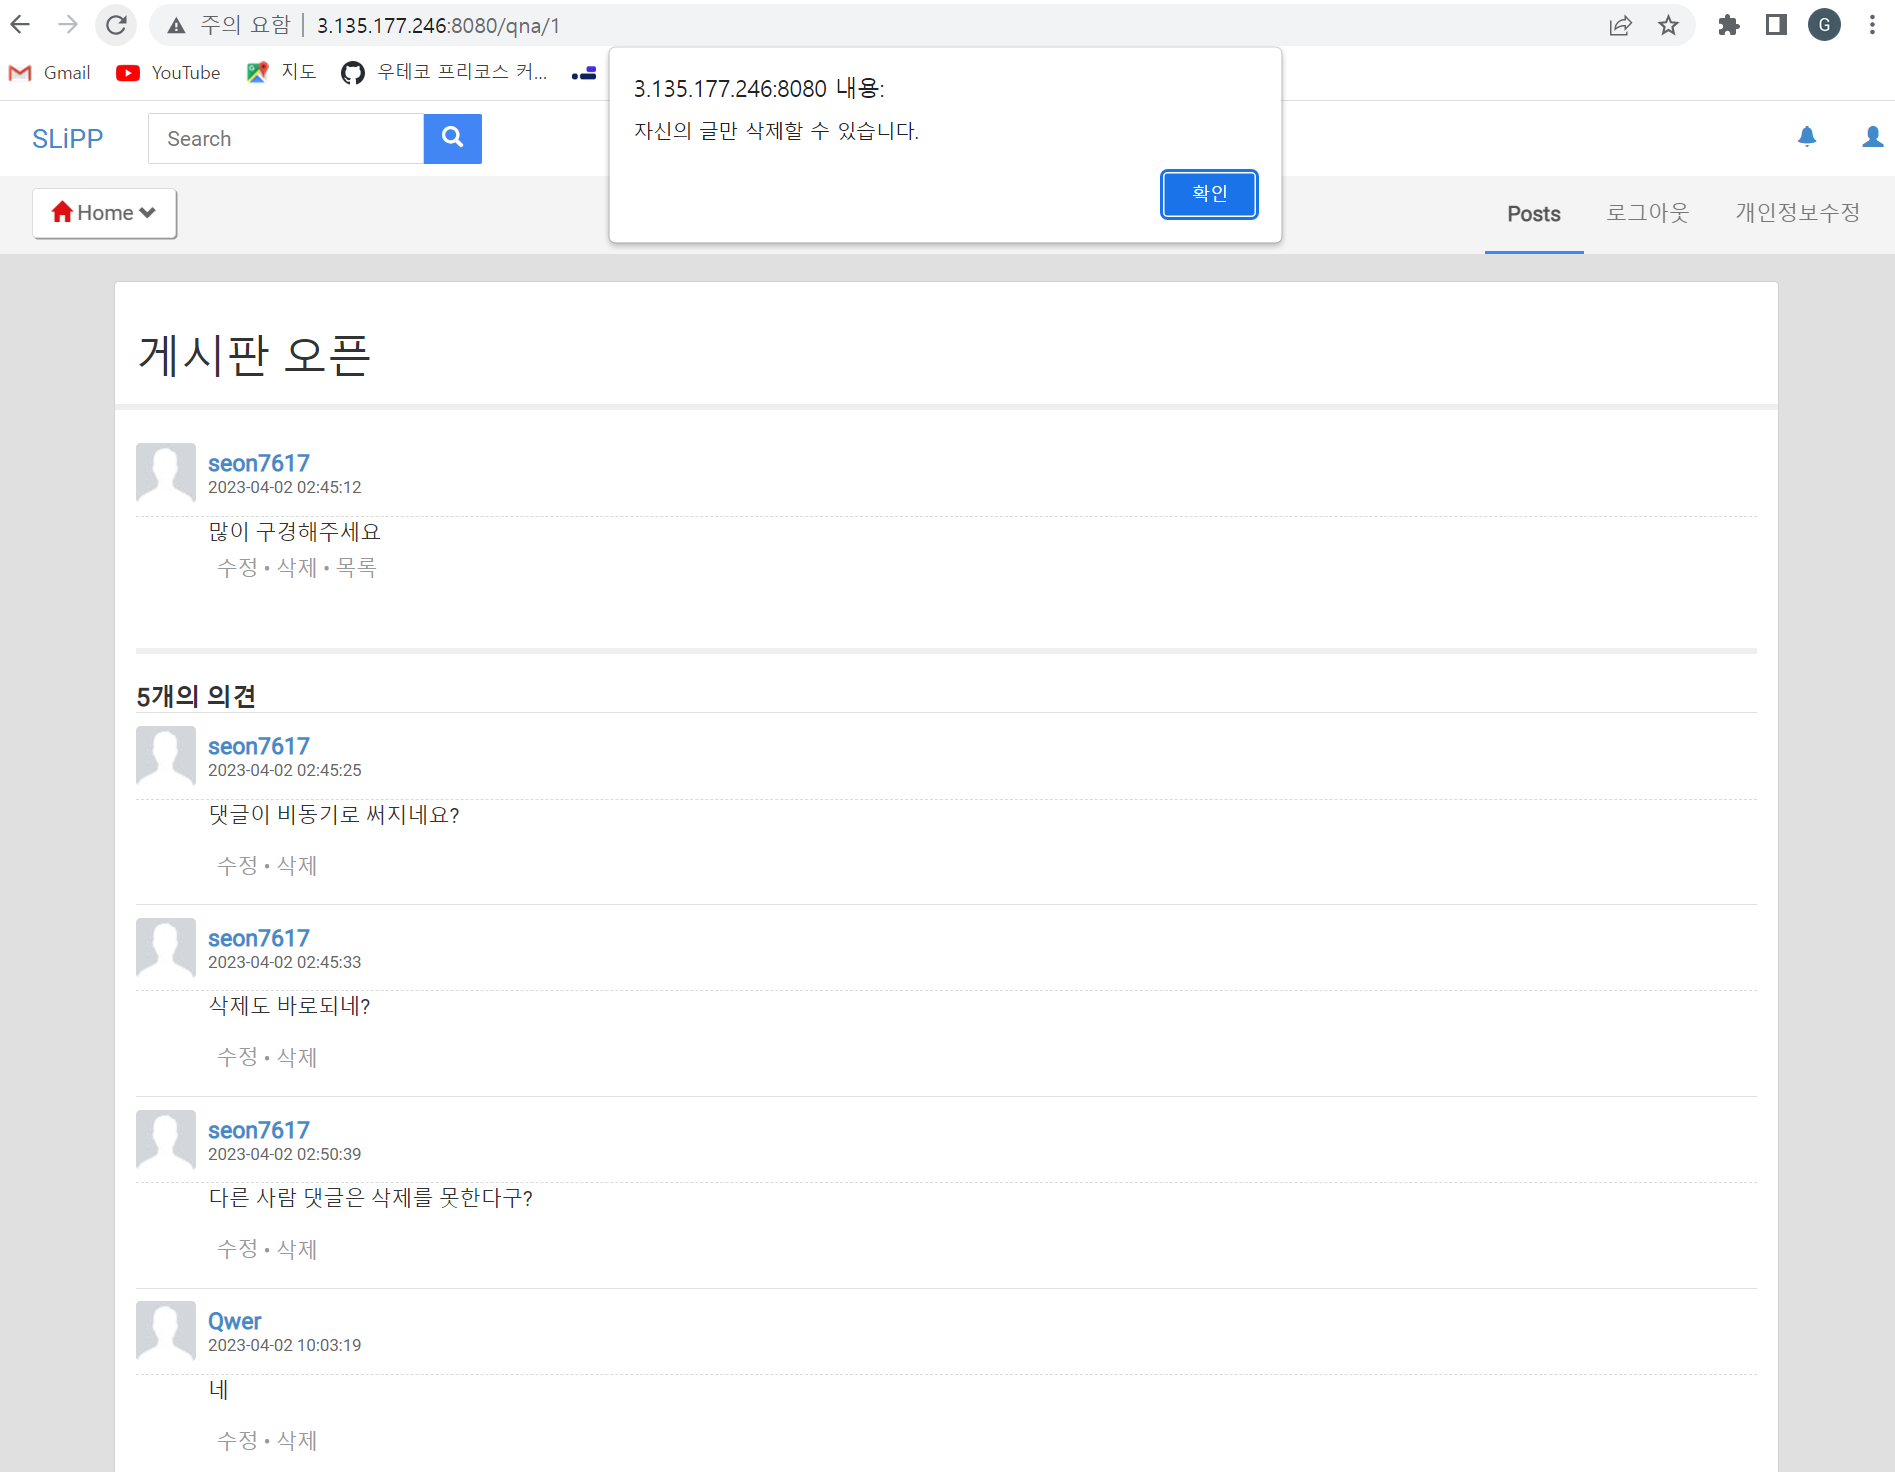 주의 요함 3.135.177.246:8080/qna/1 G
Gmail YouTube 지도 우테코 프리코스 커...
3.135.177.246:8080 내용:
자신의 글만 삭제할 수 있습니다.
확인
SLiPP Search
Home Posts 로그아웃 개인정보수정
게시판 오픈
seon7617
2023-04-02 02:45:12
많이 구경해주세요
수정 • 삭제 • 목록
5개의 의견
seon7617
2023-04-02 02:45:25
댓글이 비동기로 써지네요?
수정 • 삭제
seon7617
2023-04-02 02:45:33
삭제도 바로되네?
수정 • 삭제
seon7617
2023-04-02 02:50:39
다른 사람 댓글은 삭제를 못한다구?
수정 • 삭제
Qwer
2023-04-02 10:03:19
네
수정 • 삭제